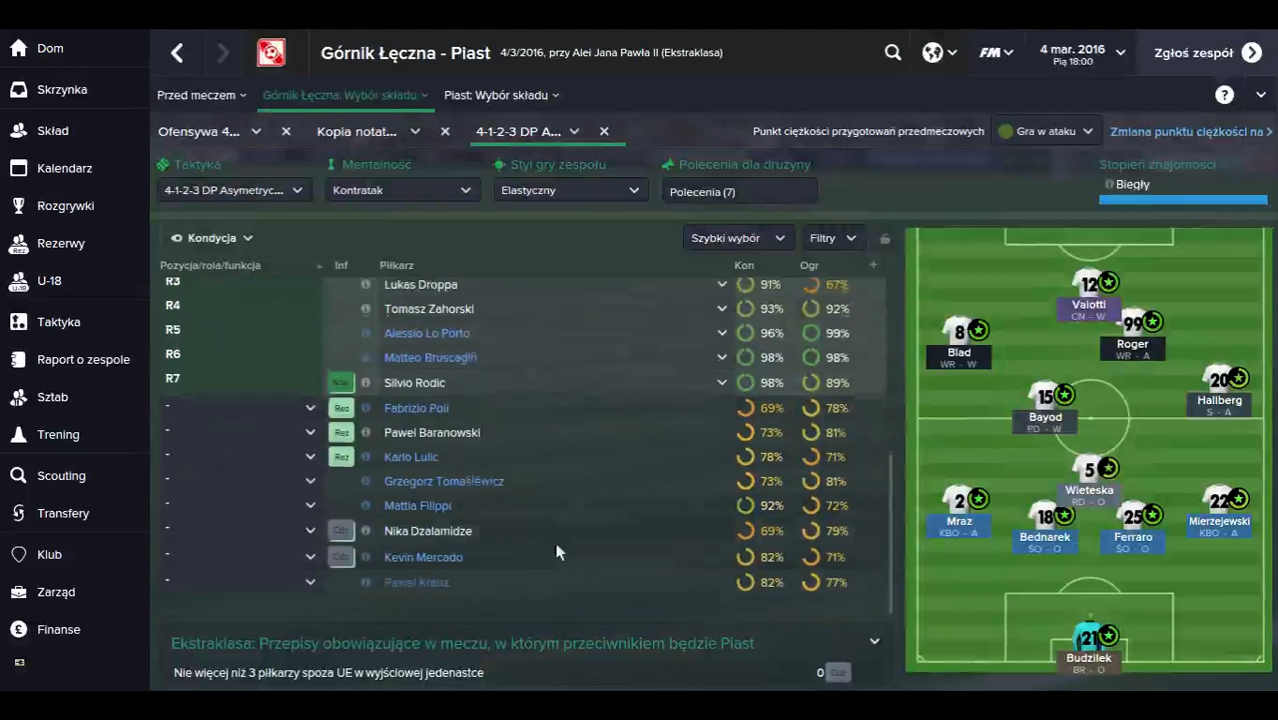 Dom
Skrzynka
Skład
Kalendarz
Rozgrywki
Rezerwy
U-18
Taktyka
Raport o zespole
Sztab
Trening
Scouting
Transfery
Klub
Zarząd
Finanse
Górnik Łęczna - Piast 4/3/2016, przy Alei Jana Pawła II (Ekstraklasa)
FM
4 mar. 2016
Pią 18:00
Zgłoś zespół
Przed meczem Górnik Łęczna: Wybór składu Piast: Wybór składu
?
Ofensywa 4... Kopia notat... 4-1-2-3 DP A...
Punkt ciężkości przygotowań przedmeczowych Gra w ataku Zmiana punktu ciężkości na >
Taktyka Mentalność Styl gry zespołu Polecenia dla drużyny Stopień znajomości
4-1-2-3 DP Asymetryc... Kontratak Elastyczny Polecenia (7) Biegły
Kondycja Szybki wybór Filtry
Pozycja/rola/funkcja Inf Piłkarz Kon Ogr +
R3 Lukas Droppa 91% 67%
R4 Tomasz Zahorski 93% 92%
R5 Alessio Lo Porto 96% 99%
R6 Matteo Bruscagin 98% 98%
R7 Silvio Rodic 98% 89%
- Rez Fabrizio Poli 69% 78%
- Rez Paweł Baranowski 73% 81%
- Rez Karlo Lulic 78% 71%
- Grzegorz Tomasiewicz 73% 81%
- Mattia Filippi 92% 72%
- Cdz Nika Dzalamidze 69% 79%
- Cdz Kevin Mercado 82% 71%
- 82% 77%
Ekstraklasa: Przepisy obowiązujące w meczu, w którym przeciwnikiem będzie Piast
Nie więcej niż 3 piłkarzy spoza UE w wyjściowej jedenastce 0 Cdz
12
Valotti
CN - W
99
Roger
WR - A
8
Blad
WR - W
20
Hallberg
S - A
15
Bayod
PD - W
5
Wieteska
RD - O
2
Mraz
KBO - A
18
Bednarek
ŚO - O
25
Ferraro
ŚO - O
22
Mierzejewski
KBO - A
21
Budzilek
BR - O